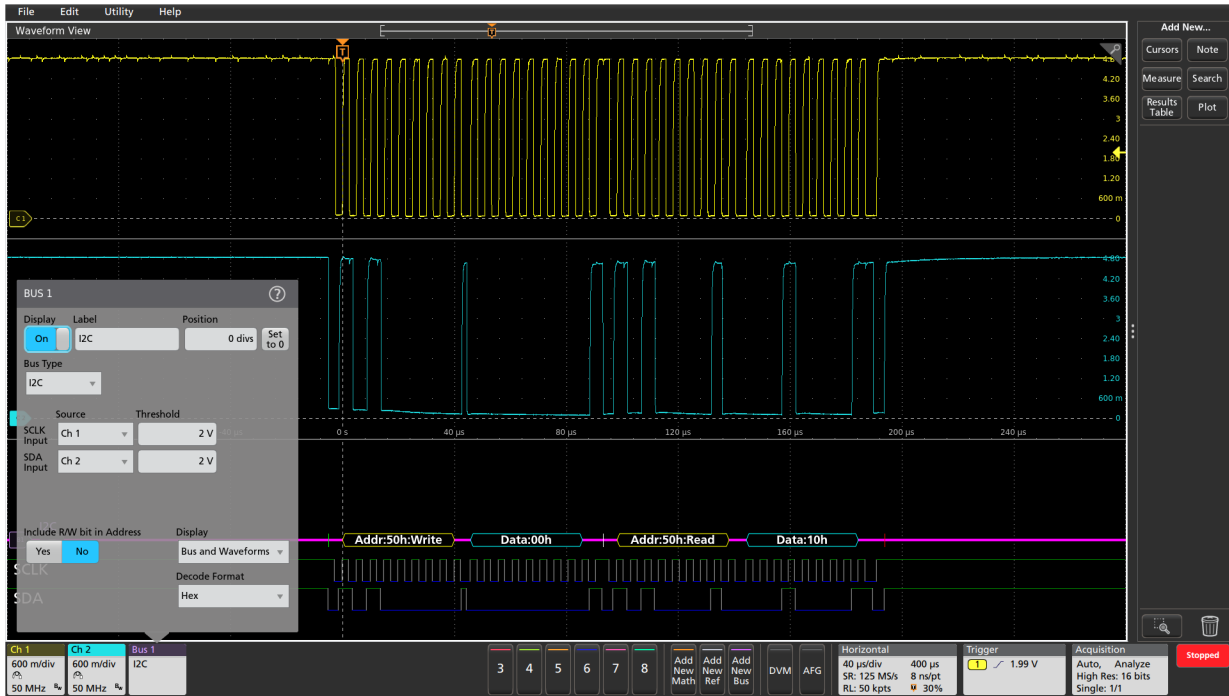 File Edit Utility Help
Waveform View
Add New...
Cursors Note
Measure Search
Results Table Plot
T
T
4.20
3.60
3
2.40
1.80
1.20
600 m
0
C1
4.80
4.20
3.60
3
2.40
1.80
1.20
600 m
0
0 s 40 µs 80 µs 120 µs 160 µs 200 µs 240 µs
BUS 1 ?
Display Label Position
On I2C 0 divs Set to 0
Bus Type
I2C
Source Threshold
SCLK Input Ch 1 2 V
SDA Input Ch 2 2 V
Include R/W bit in Address Display
Yes No Bus and Waveforms
Decode Format
Hex
Addr:50h:Write Data:00h Addr:50h:Read Data:10h
SCLK
SDA
Ch 1
600 m/div
50 MHz Bw
Ch 2
600 m/div
50 MHz Bw
Bus 1
I2C
3 4 5 6 7 8
Add New Math
Add New Ref
Add New Bus
DVM AFG
Horizontal
40 µs/div 400 µs
SR: 125 MS/s 8 ns/pt
RL: 50 kpts 30%
Trigger
1 1.99 V
Acquisition
Auto, Analyze
High Res: 16 bits
Single: 1/1
Stopped